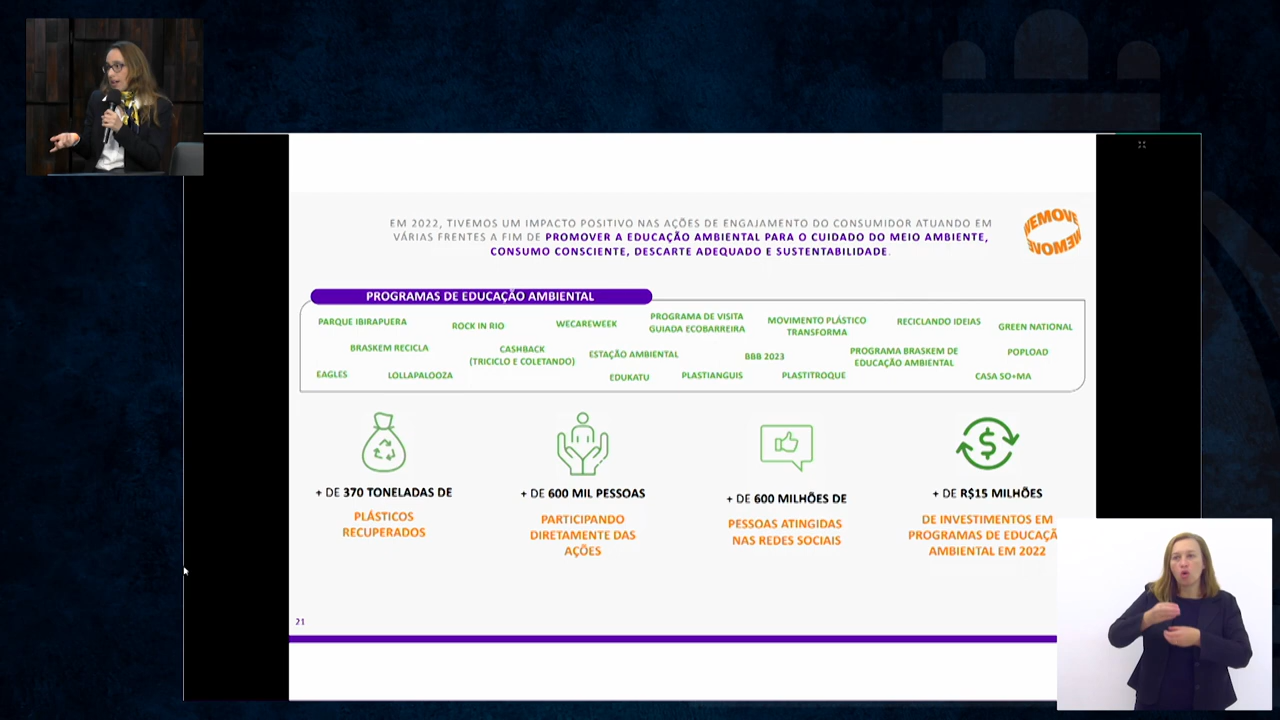 EM 2022, TIVEMOS UM IMPACTO POSITIVO NAS AÇÕES DE ENGAJAMENTO DO CONSUMIDOR ATUANDO EM
VÁRIAS FRENTES A FIM DE PROMOVER A EDUCAÇÃO AMBIENTAL PARA O CUIDADO DO MEIO AMBIENTE,
CONSUMO CONSCIENTE, DESCARTE ADEQUADO E SUSTENTABILIDADE.
WEMOVE
WEMOVE
PROGRAMAS DE EDUCAÇÃO AMBIENTAL
PARQUE IBIRAPUERA
ROCK IN RIO
WECAREWEEK
PROGRAMA DE VISITA
GUIADA ECOBARREIRA
MOVIMENTO PLÁSTICO
TRANSFORMA
RECICLANDO IDEIAS
GREEN NATIONAL
BRASKEM RECICLA
CASHBACK
(TRICICLO E COLETANDO)
ESTAÇÃO AMBIENTAL
BBB 2023
PROGRAMA BRASKEM DE
EDUCAÇÃO AMBIENTAL
POPLOAD
EAGLES
LOLLAPALOOZA
EDUKATU
PLASTIANGUIS
PLASTITROQUE
CASA SO+MA
+ DE 370 TONELADAS DE
PLÁSTICOS
RECUPERADOS
+ DE 600 MIL PESSOAS
PARTICIPANDO
DIRETAMENTE DAS
AÇÕES
+ DE 600 MILHÕES DE
PESSOAS ATINGIDAS
NAS REDES SOCIAIS
$
+ DE R$15 MILHÕES
DE INVESTIMENTOS EM
PROGRAMAS DE EDUCAÇÃ
AMBIENTAL EM 2022
21